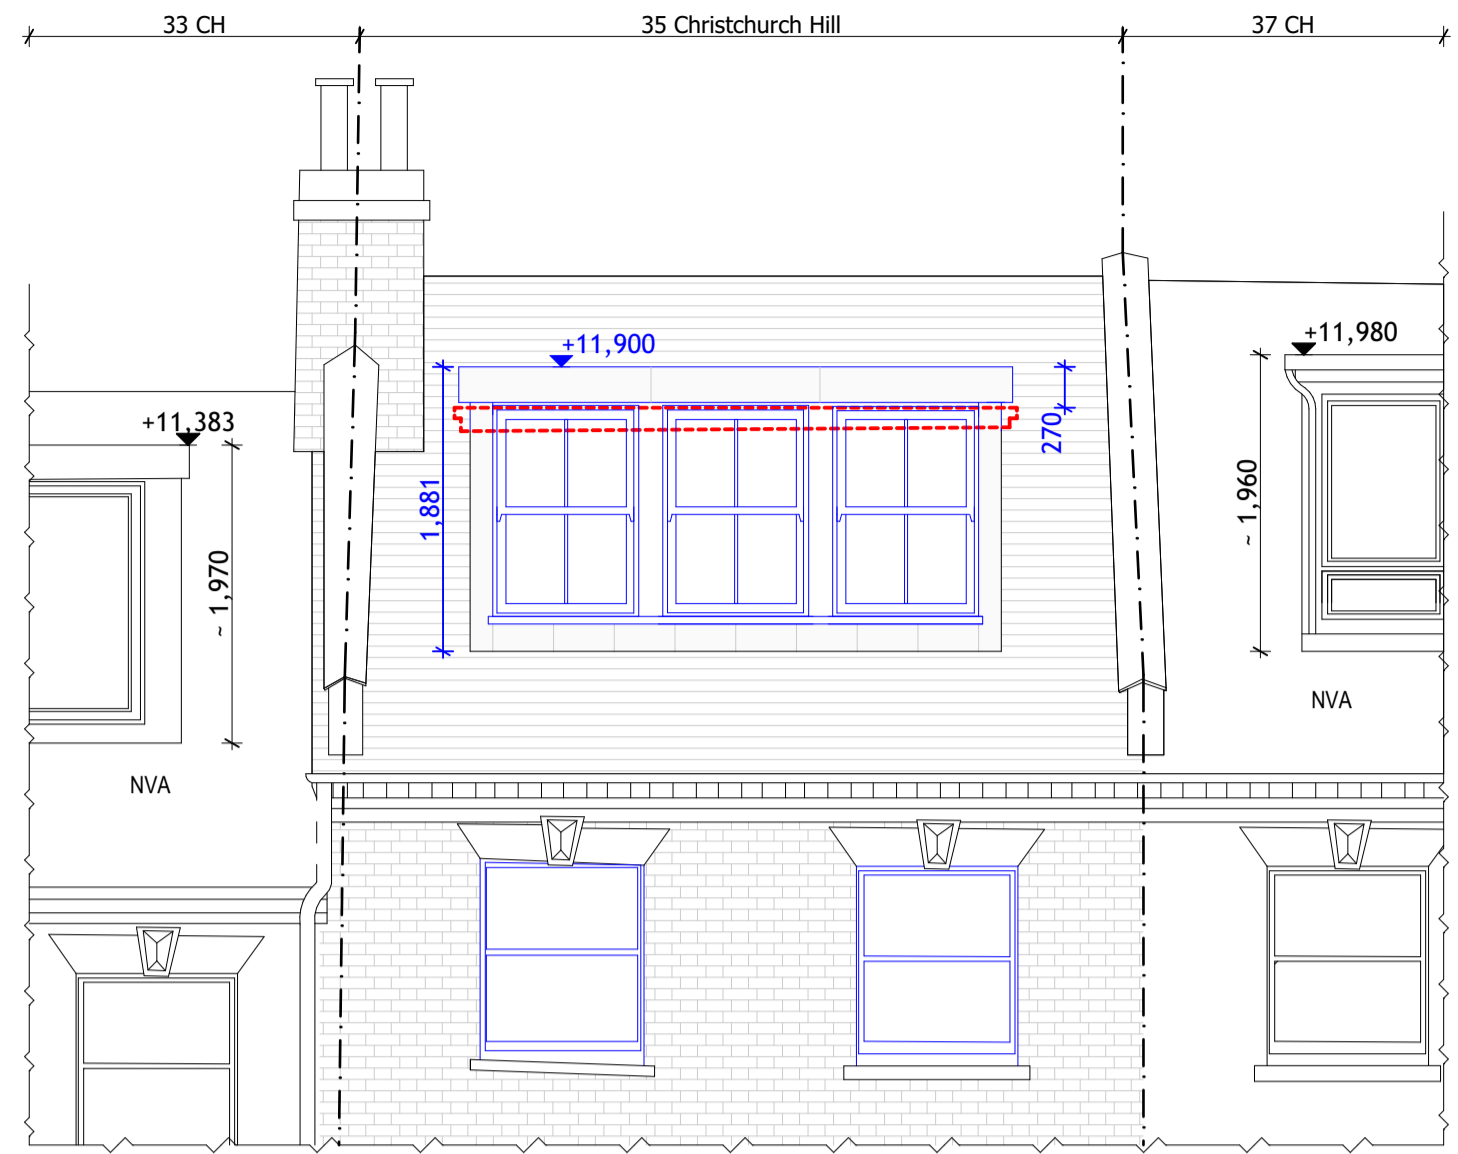 33 CH
35 Christchurch Hill
37 CH
+11,900
+11,980
+11,383
270
1,881
~ 1,960
~ 1,970
NVA
NVA